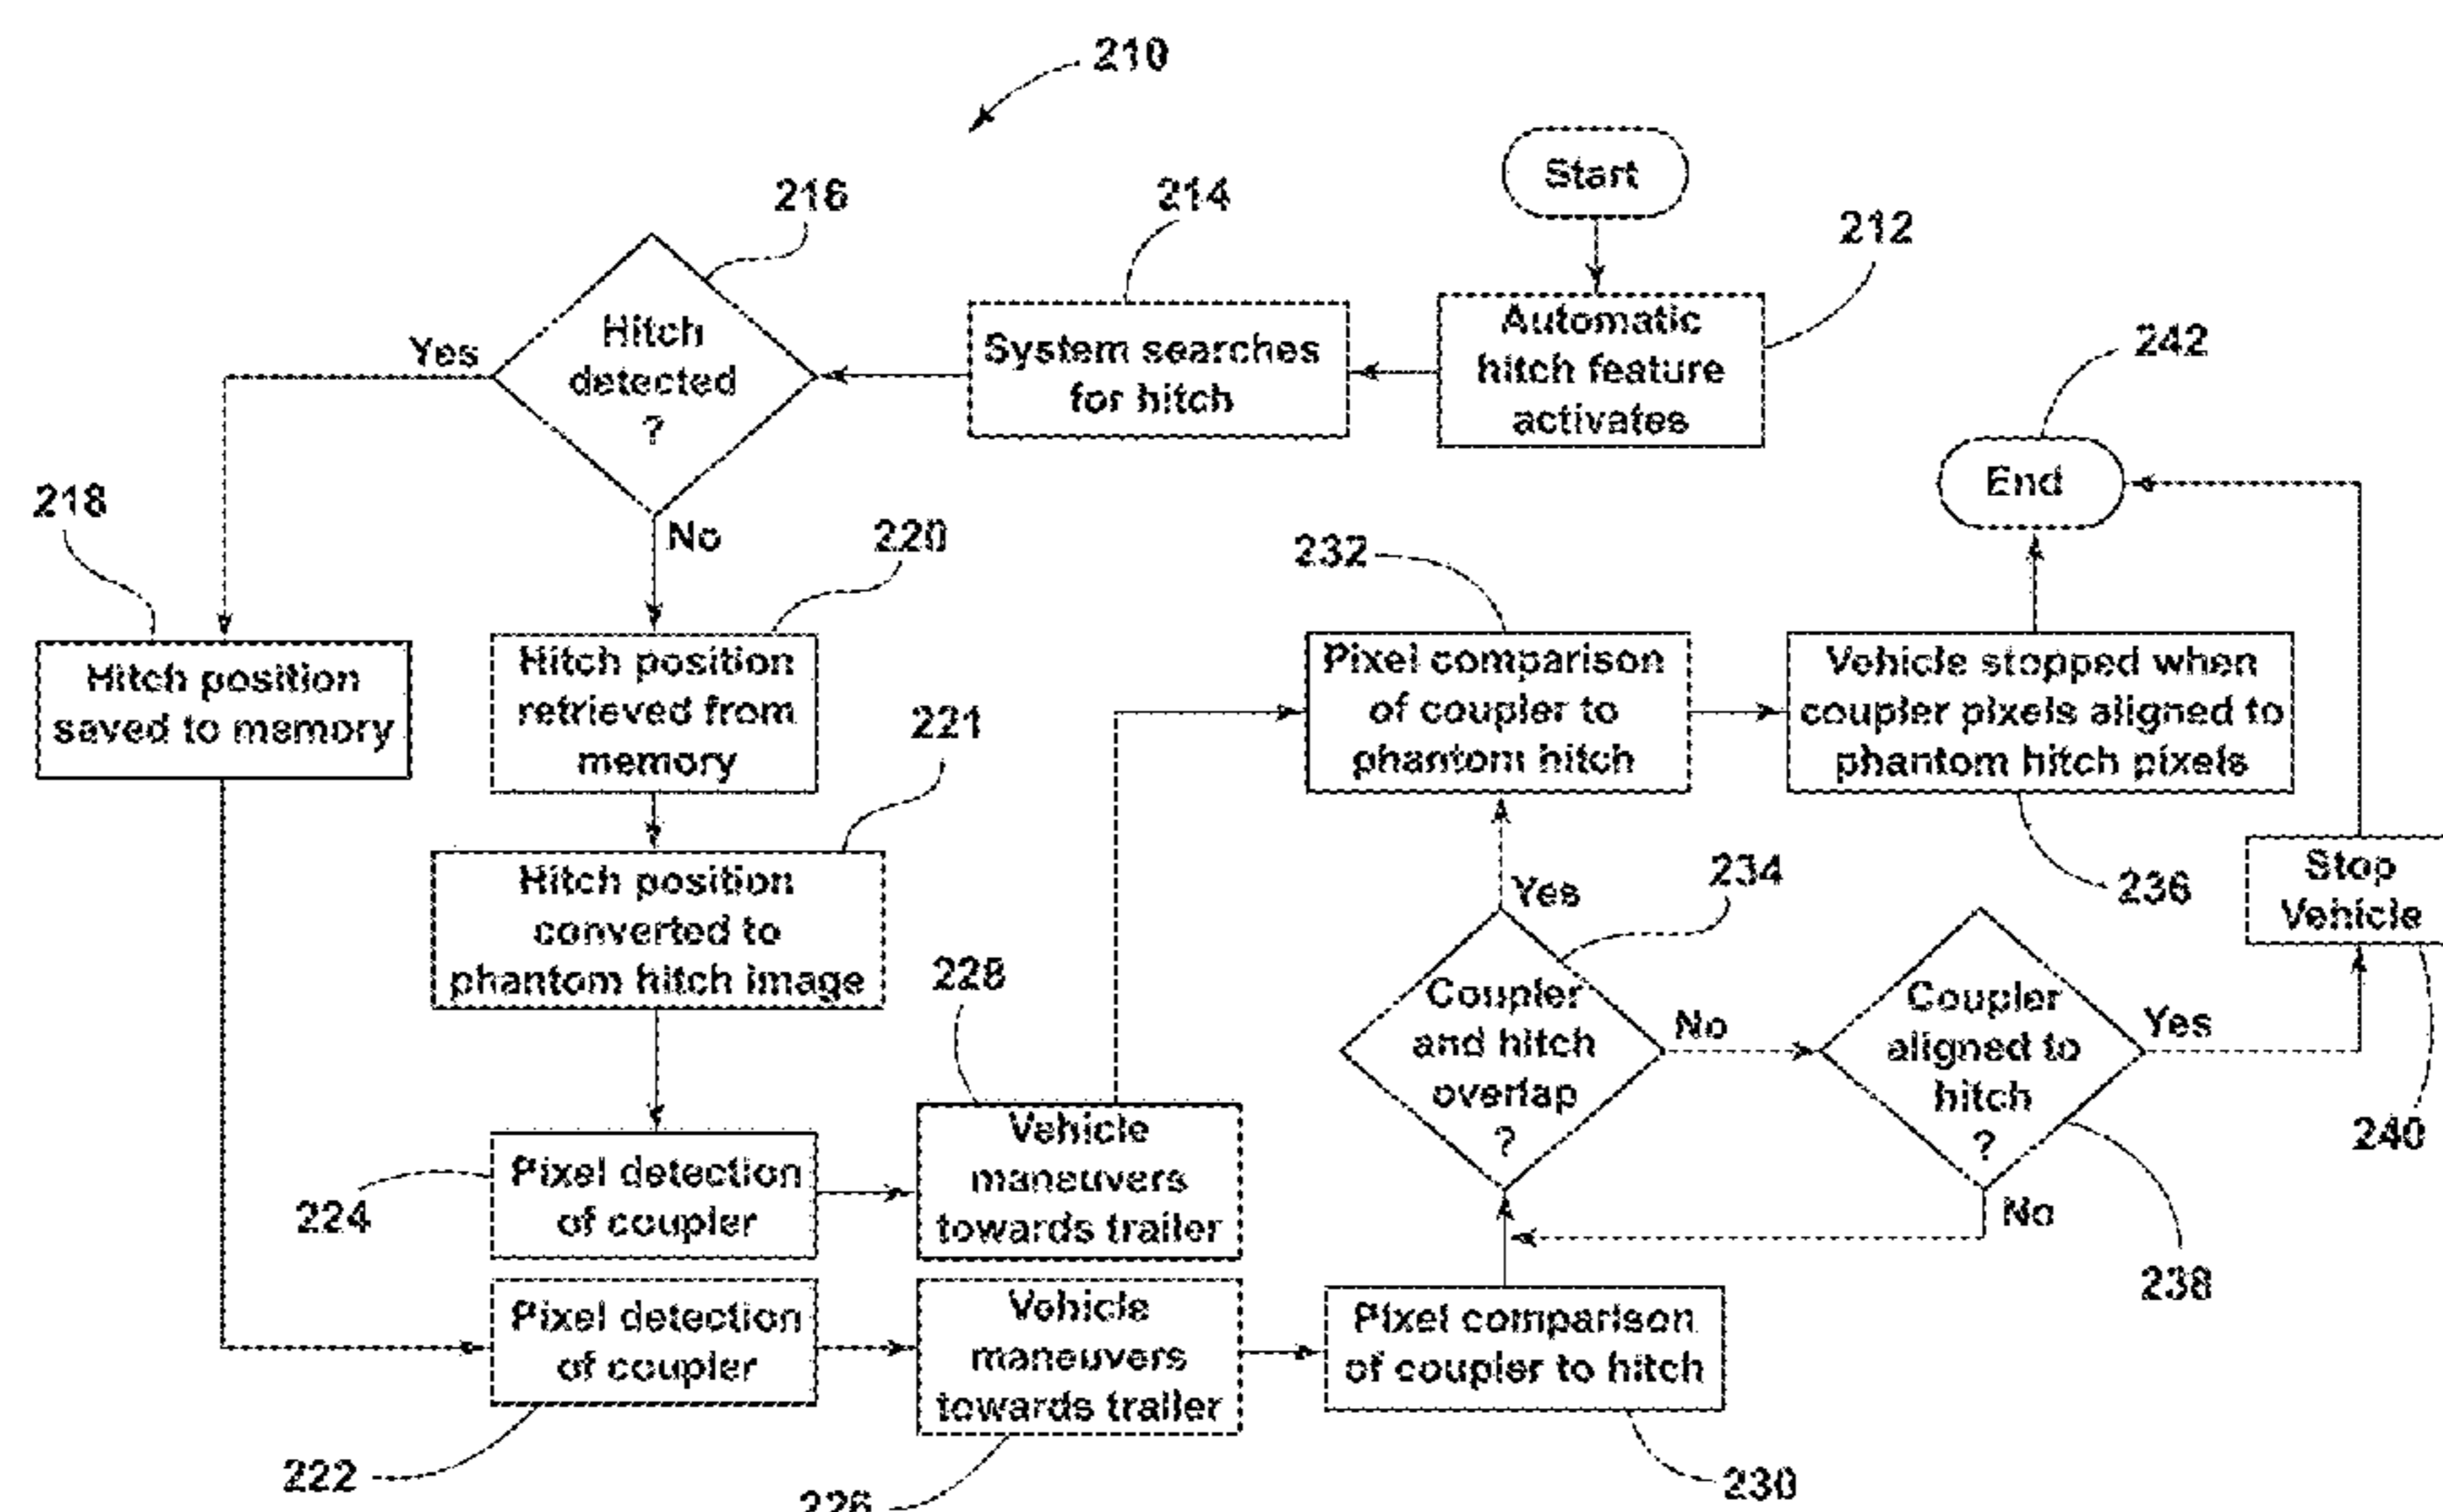 210
Start
216
214
212
Hitch
detected
?
Yes
No
System searches
for hitch
Automatic
hitch feature
activates
242
End
218
220
232
Hitch position
saved to memory
Hitch position
retrieved from
memory
221
Pixel comparison
of coupler to
phantom hitch
Vehicle stopped when
coupler pixels aligned to
phantom hitch pixels
Hitch position
converted to
phantom hitch image
228
234
236
Stop
Vehicle
Yes
Coupler
and hitch
overlap
?
No
Coupler
aligned to
hitch
?
Yes
No
240
224
Pixel detection
of coupler
Vehicle
maneuvers
towards trailer
238
Pixel detection
of coupler
Vehicle
maneuvers
towards trailer
Pixel comparison
of coupler to hitch
222
226
230